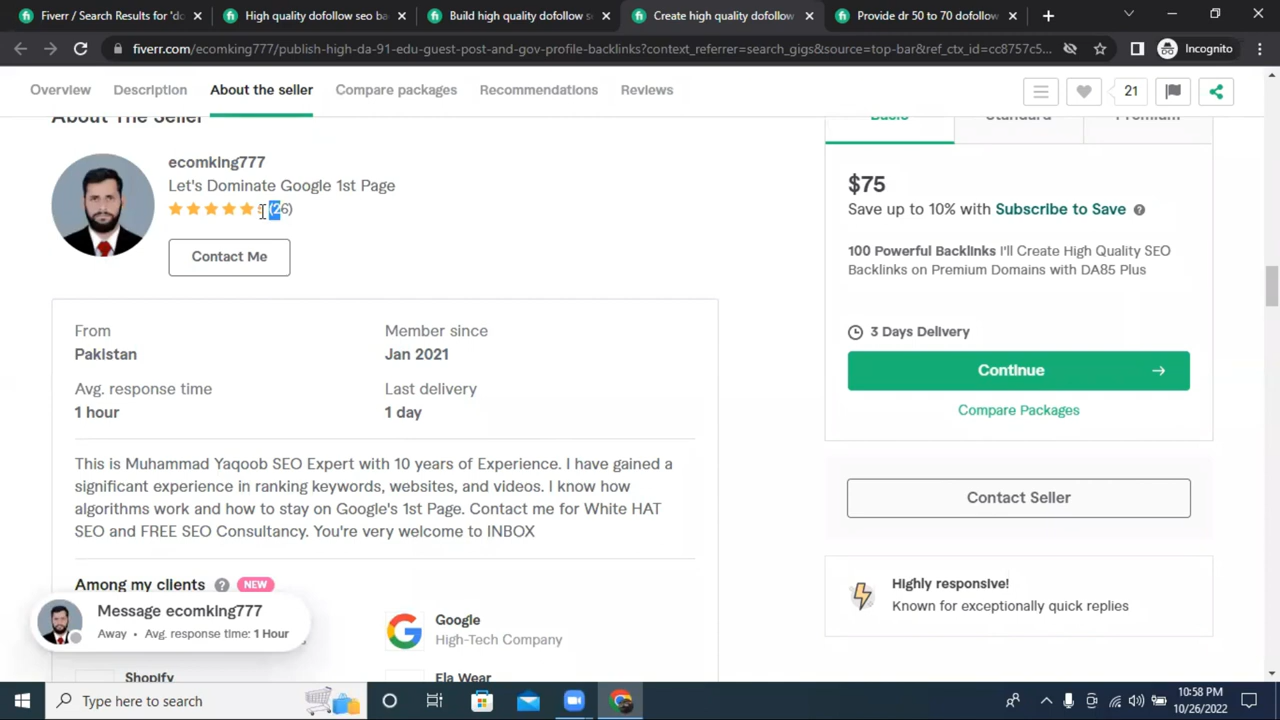 Fiverr / Search Results for 'do
High quality dofollow seo ba
Build high quality dofollow s
Create high quality dofollow
Provide dr 50 to 70 dofollow
fiverr.com/ecomking777/publish-high-da-91-edu-guest-post-and-gov-profile-backlinks?context_referrer=search_gigs&source=top-bar&ref_ctx_id=cc8757c5...
Incognito
Overview
Description
About the seller
Compare packages
Recommendations
Reviews
21
About The Seller
ecomking777
Let's Dominate Google 1st Page
(26)
Contact Me
From
Pakistan
Member since
Jan 2021
Avg. response time
1 hour
Last delivery
1 day
This is Muhammad Yaqoob SEO Expert with 10 years of Experience. I have gained a
significant experience in ranking keywords, websites, and videos. I know how
algorithms work and how to stay on Google's 1st Page. Contact me for White HAT
SEO and FREE SEO Consultancy. You're very welcome to INBOX
Among my clients
NEW
Google
High-Tech Company
Shopify
Ela Wear
Message ecomking777
Away • Avg. response time: 1 Hour
Basic
Standard
Premium
$75
Save up to 10% with Subscribe to Save
100 Powerful Backlinks I'll Create High Quality SEO
Backlinks on Premium Domains with DA85 Plus
3 Days Delivery
Continue
Compare Packages
Contact Seller
Highly responsive!
Known for exceptionally quick replies
Type here to search
10:58 PM
10/26/2022